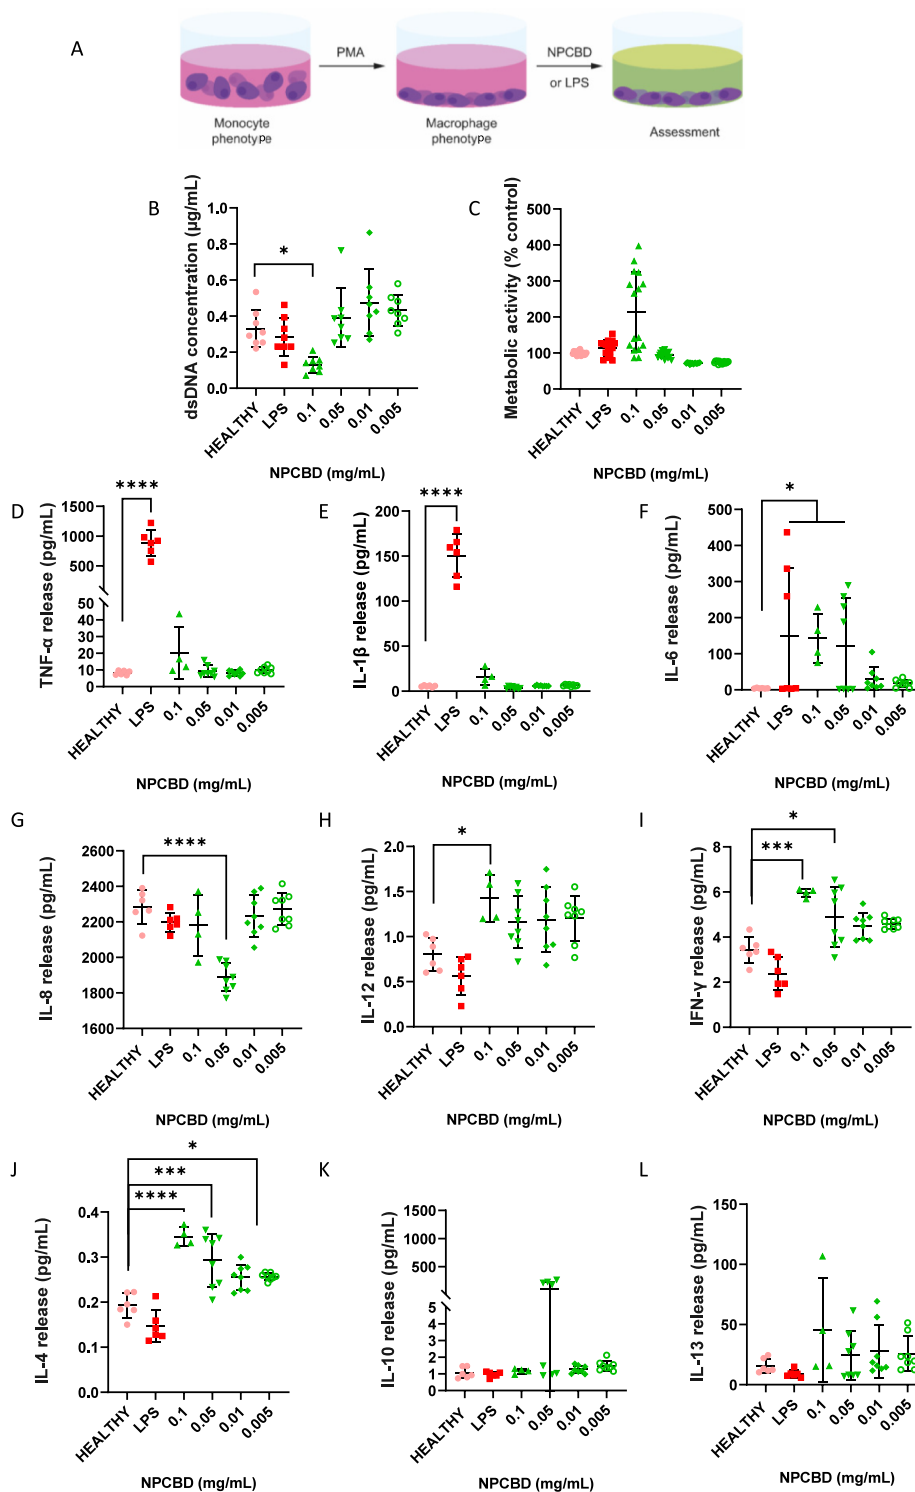 A
PMA
NPCBD
or LPS
Monocyte
phenotype
Macrophage
phenotype
Assessment
B
dsDNA concentration (µg/mL)
1.0
0.8
0.6
0.4
0.2
0.0
*
HEALTHY
LPS
0.1
0.05
0.01
0.005
NPCBD (mg/mL)
C
Metabolic activity (% control)
500
400
300
200
100
0
HEALTHY
LPS
0.1
0.05
0.01
0.005
NPCBD (mg/mL)
D
TNF-α release (pg/mL)
1500
1000
500
50
40
30
20
10
0
****
HEALTHY
LPS
0.1
0.05
0.01
0.005
NPCBD (mg/mL)
E
IL-1β release (pg/mL)
200
150
100
50
0
****
HEALTHY
LPS
0.1
0.05
0.01
0.005
NPCBD (mg/mL)
F
IL-6 release (pg/mL)
500
400
300
200
100
0
*
HEALTHY
LPS
0.1
0.05
0.01
0.005
NPCBD (mg/mL)
G
IL-8 release (pg/mL)
2600
2400
2200
2000
1800
1600
****
HEALTHY
LPS
0.1
0.05
0.01
0.005
NPCBD (mg/mL)
H
IL-12 release (pg/mL)
2.0
1.5
1.0
0.5
0.0
*
HEALTHY
LPS
0.1
0.05
0.01
0.005
NPCBD (mg/mL)
I
IFN-γ release (pg/mL)
8
6
4
2
0
*
***
HEALTHY
LPS
0.1
0.05
0.01
0.005
NPCBD (mg/mL)
J
IL-4 release (pg/mL)
0.4
0.3
0.2
0.1
0.0
*
***
****
HEALTHY
LPS
0.1
0.05
0.01
0.005
NPCBD (mg/mL)
K
IL-10 release (pg/mL)
1500
1000
500
5
4
3
2
1
0
HEALTHY
LPS
0.1
0.05
0.01
0.005
NPCBD (mg/mL)
L
IL-13 release (pg/mL)
150
100
50
0
HEALTHY
LPS
0.1
0.05
0.01
0.005
NPCBD (mg/mL)